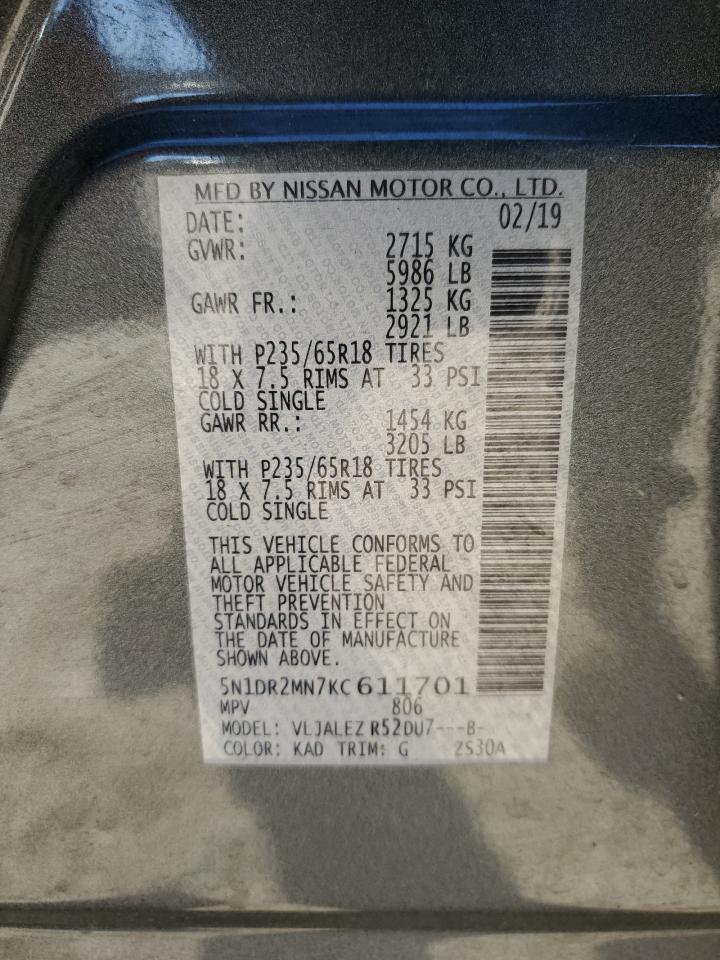 MFD BY NISSAN MOTOR CO., LTD.
DATE: 02/19
GVWR: 2715 KG
5986 LB
GAWR FR.: 1325 KG
2921 LB
WITH P235/65R18 TIRES
18 X 7.5 RIMS AT 33 PSI
COLD SINGLE
GAWR RR.: 1454 KG
3205 LB
WITH P235/65R18 TIRES
18 X 7.5 RIMS AT 33 PSI
COLD SINGLE
THIS VEHICLE CONFORMS TO
ALL APPLICABLE FEDERAL
MOTOR VEHICLE SAFETY AND
THEFT PREVENTION
STANDARDS IN EFFECT ON
THE DATE OF MANUFACTURE
SHOWN ABOVE.
5N1DR2MN7KC611701
MPV 806
MODEL: VLJALEZ R52DU7---B-
COLOR: KAD TRIM: G ZS30A